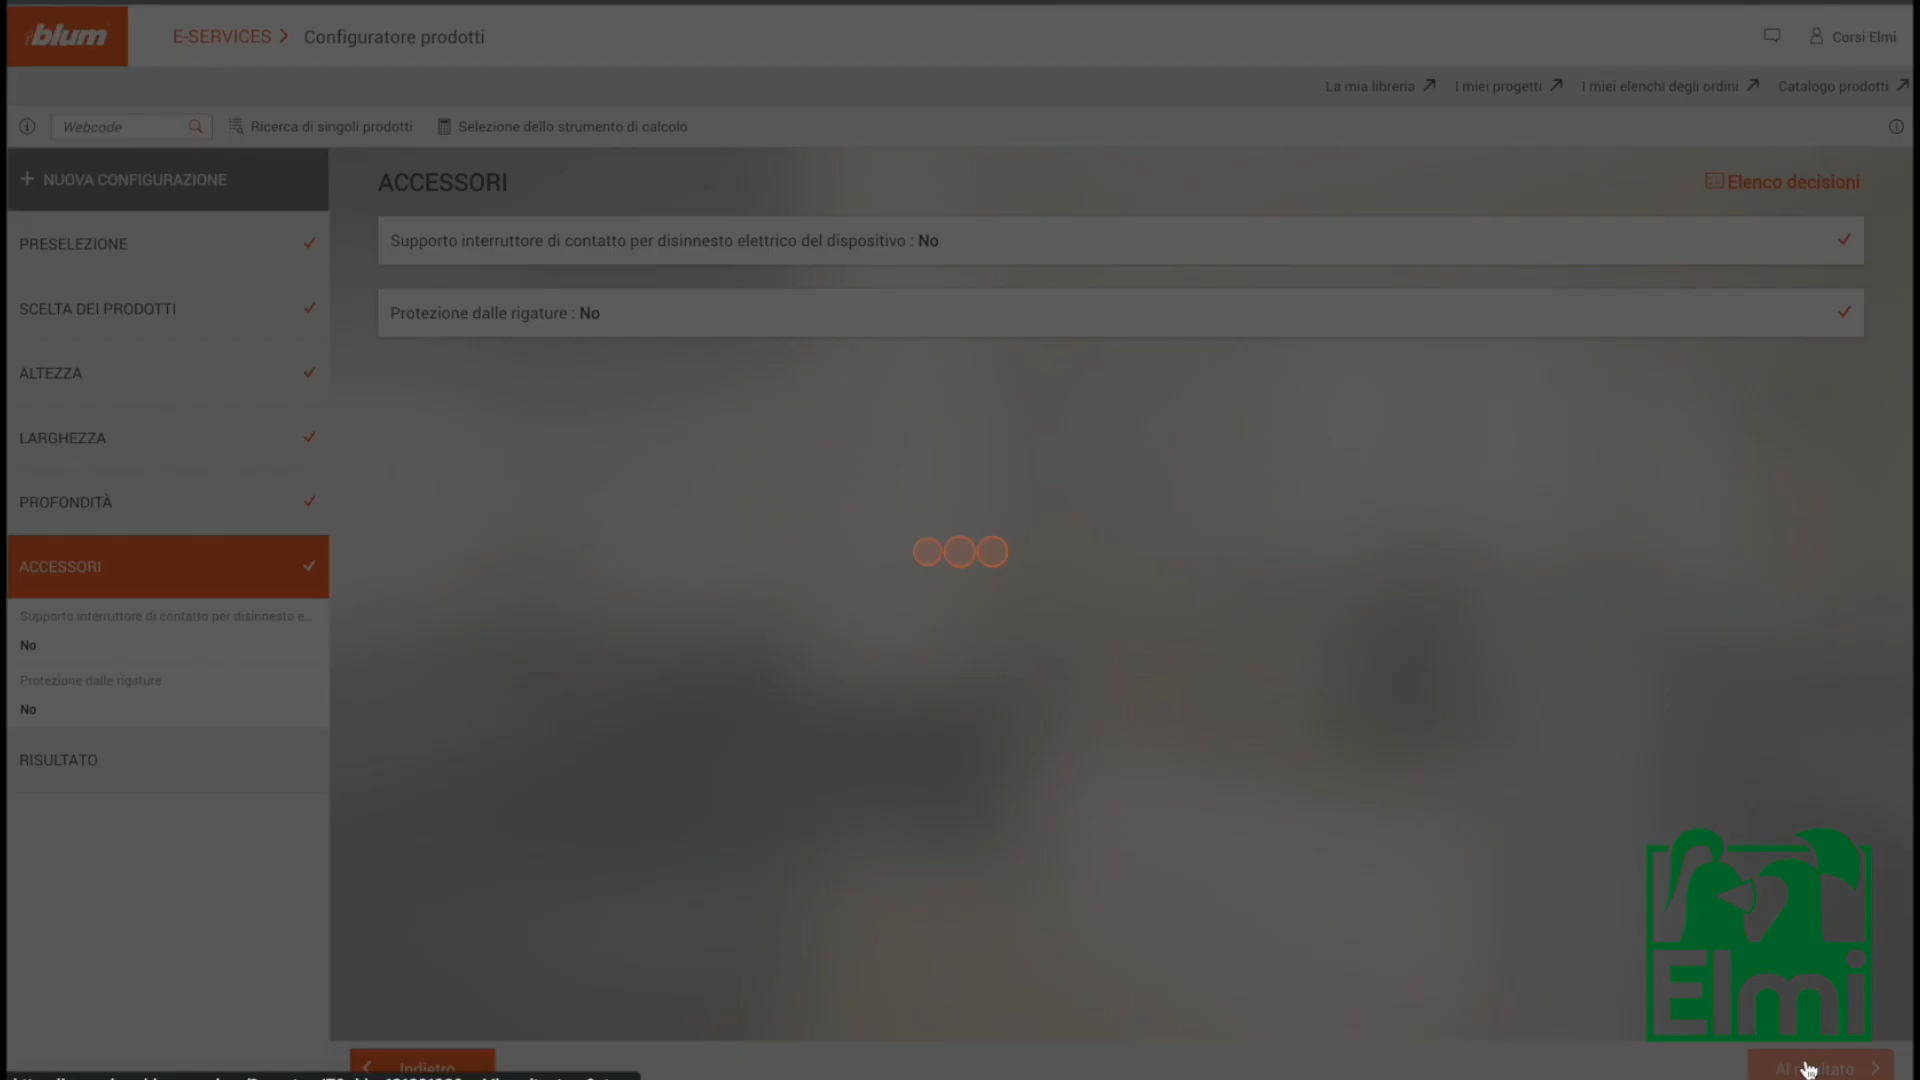 blum
E-SERVICES > Configuratore prodotti
Corsi Elmi
La mia libreria
I miei progetti
I miei elenchi degli ordini
Catalogo prodotti
Webcode
Ricerca di singoli prodotti
Selezione dello strumento di calcolo
+ NUOVA CONFIGURAZIONE
PRESELEZIONE
SCELTA DEI PRODOTTI
ALTEZZA
LARGHEZZA
PROFONDITÀ
ACCESSORI
Supporto interruttore di contatto per disinnesto e...
No
Protezione dalle rigature
No
RISULTATO
ACCESSORI
Elenco decisioni
Supporto interruttore di contatto per disinnesto elettrico del dispositivo : No
Protezione dalle rigature : No
Elmi
Indietro